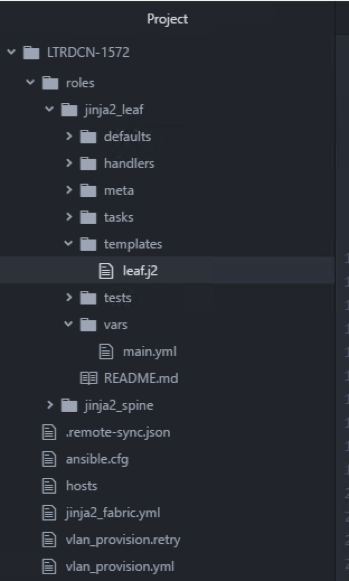 Project
LTRDCN-1572
roles
jinja2_leaf
defaults
handlers
meta
tasks
templates
leaf.j2
tests
vars
main.yml
README.md
jinja2_spine
.remote-sync.json
ansible.cfg
hosts
jinja2_fabric.yml
vlan_provision.retry
vlan_provision.yml